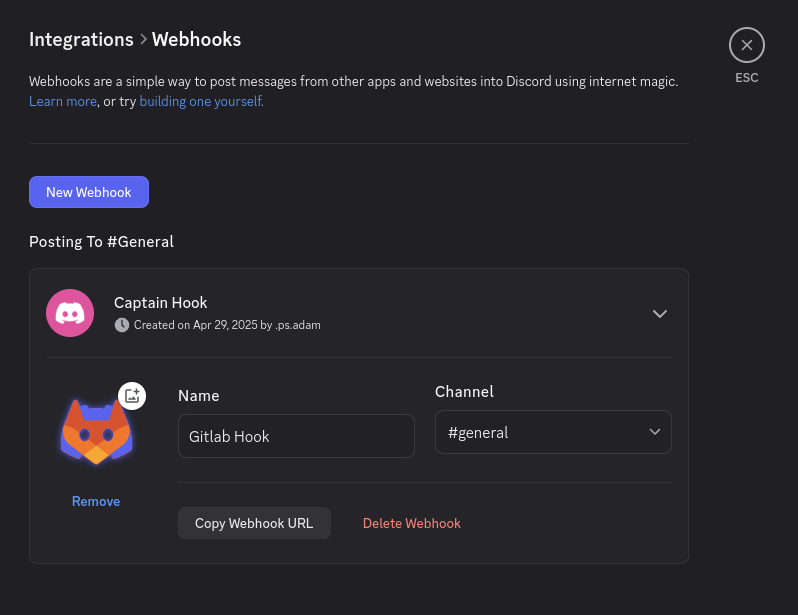 Integrations > Webhooks
ESC
Webhooks are a simple way to post messages from other apps and websites into Discord using internet magic.
Learn more, or try building one yourself.
New Webhook
Posting To #General
Captain Hook
Created on Apr 29, 2025 by .ps.adam
Name
Channel
Gitlab Hook
#general
Remove
Copy Webhook URL
Delete Webhook